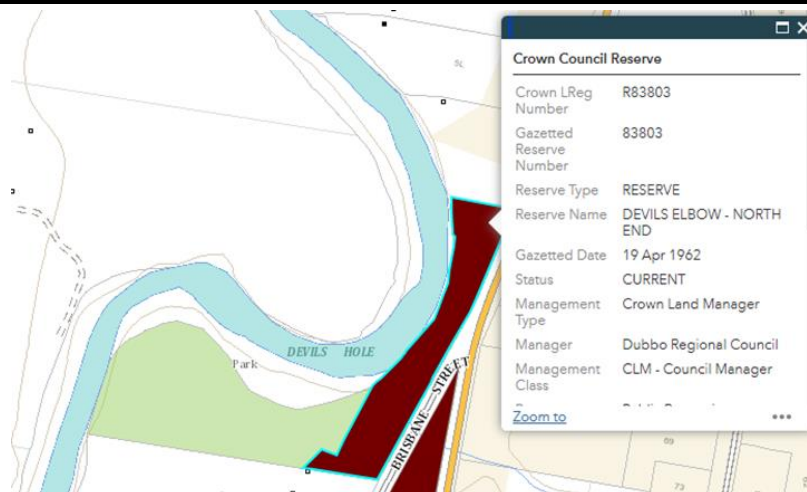 Crown Council Reserve
Crown LReg Number R83803
Gazetted Reserve Number 83803
Reserve Type RESERVE
Reserve Name DEVILS ELBOW - NORTH END
Gazetted Date 19 Apr 1962
Status CURRENT
Management Type Crown Land Manager
Manager Dubbo Regional Council
Management Class CLM - Council Manager
Zoom to
DEVILS HOLE
Park
BRISBANE STREET
69
73